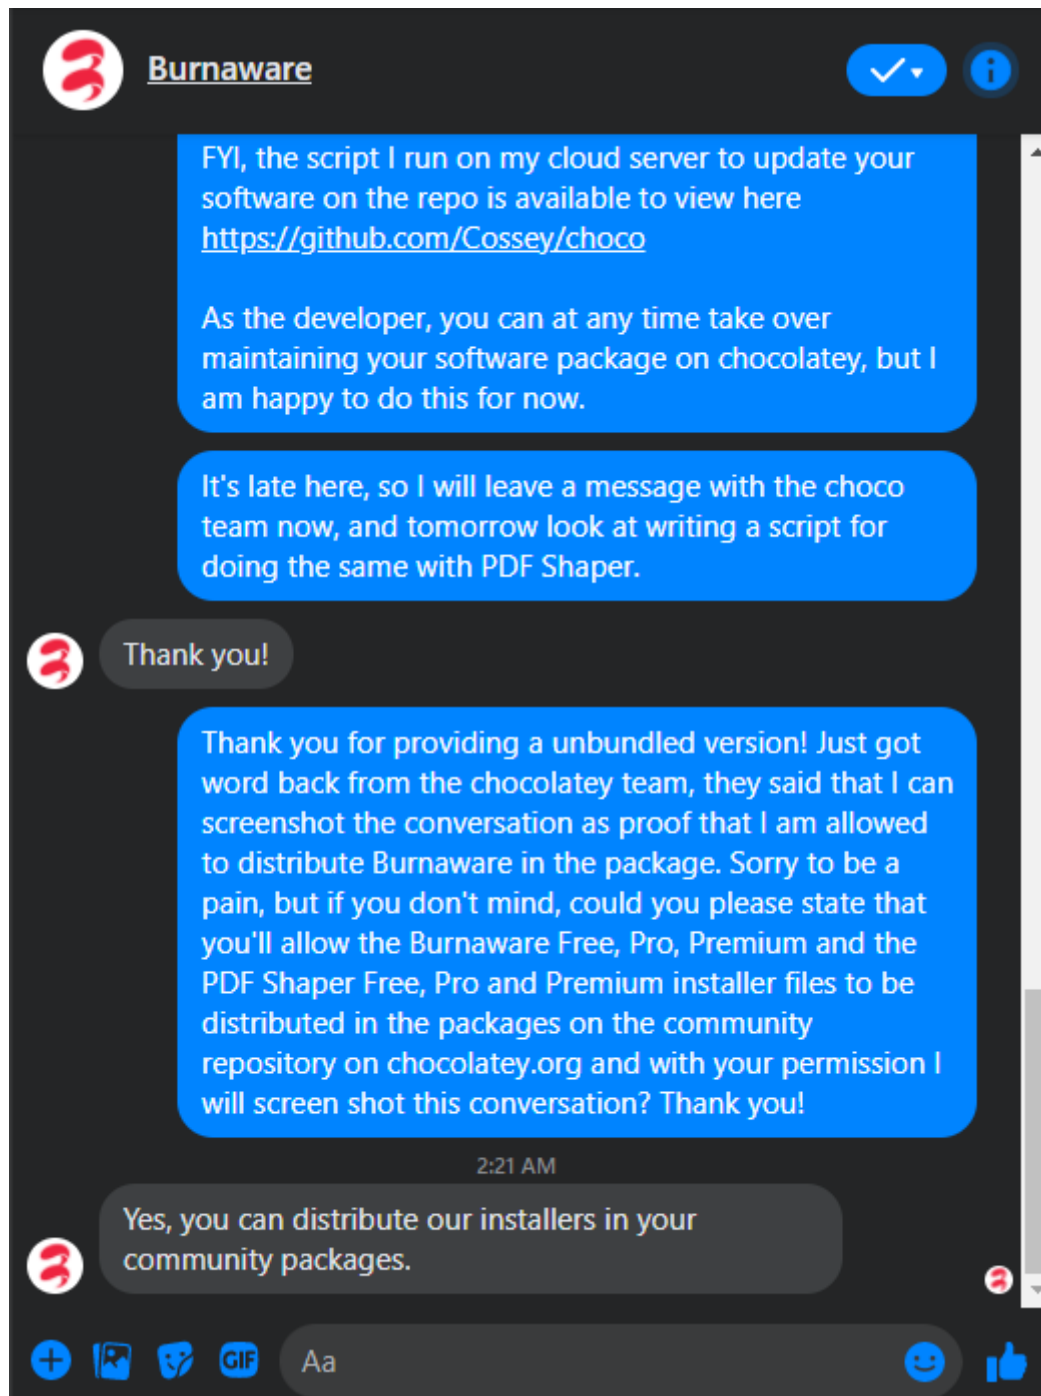 Burnaware
FYI, the script I run on my cloud server to update your
software on the repo is available to view here
https://github.com/Cossey/choco
As the developer, you can at any time take over
maintaining your software package on chocolatey, but I
am happy to do this for now.
It's late here, so I will leave a message with the choco
team now, and tomorrow look at writing a script for
doing the same with PDF Shaper.
Thank you!
Thank you for providing a unbundled version! Just got
word back from the chocolatey team, they said that I can
screenshot the conversation as proof that I am allowed
to distribute Burnaware in the package. Sorry to be a
pain, but if you don't mind, could you please state that
you'll allow the Burnaware Free, Pro, Premium and the
PDF Shaper Free, Pro and Premium installer files to be
distributed in the packages on the community
repository on chocolatey.org and with your permission I
will screen shot this conversation? Thank you!
2:21 AM
Yes, you can distribute our installers in your
community packages.
GIF
Aa